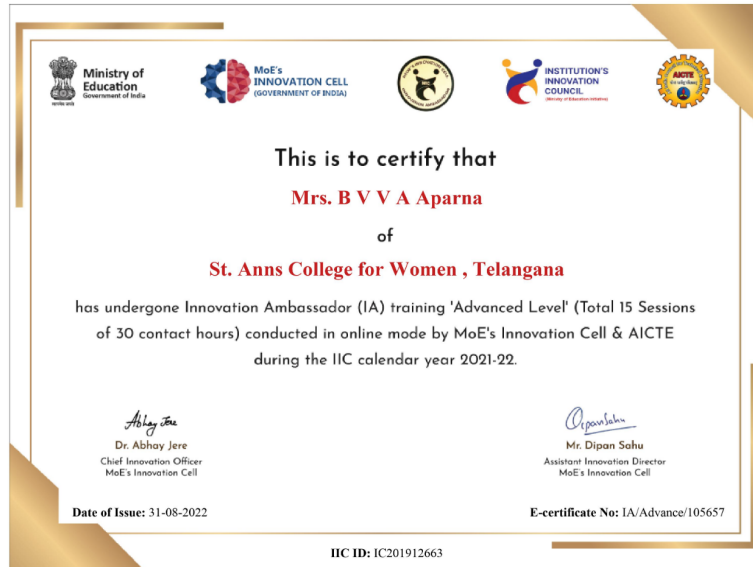 Ministry of
Education
Government of India
MoE's
INNOVATION CELL
(GOVERNMENT OF INDIA)
INSTITUTION'S
INNOVATION
COUNCIL
(Ministry of Education Initiative)
AICTE
This is to certify that
Mrs. B V V A Aparna
of
St. Anns College for Women , Telangana
has undergone Innovation Ambassador (IA) training 'Advanced Level' (Total 15 Sessions
of 30 contact hours) conducted in online mode by MoE's Innovation Cell & AICTE
during the IIC calendar year 2021-22.
Abhay Jere
Dipan Sahu
Dr. Abhay Jere
Mr. Dipan Sahu
Chief Innovation Officer
Assistant Innovation Director
MoE's Innovation Cell
MoE's Innovation Cell
Date of Issue: 31-08-2022
E-certificate No: IA/Advance/105657
IIC ID: IC201912663